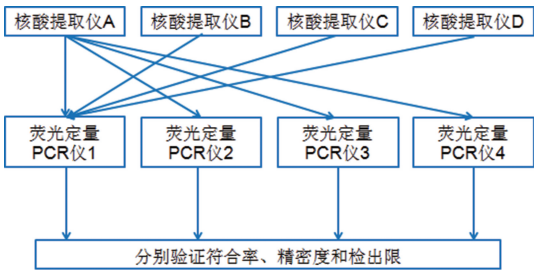 核酸提取仪A
核酸提取仪B
核酸提取仪C
核酸提取仪D
荧光定量
PCR仪1
荧光定量
PCR仪2
荧光定量
PCR仪3
荧光定量
PCR仪4
分别验证符合率、精密度和检出限